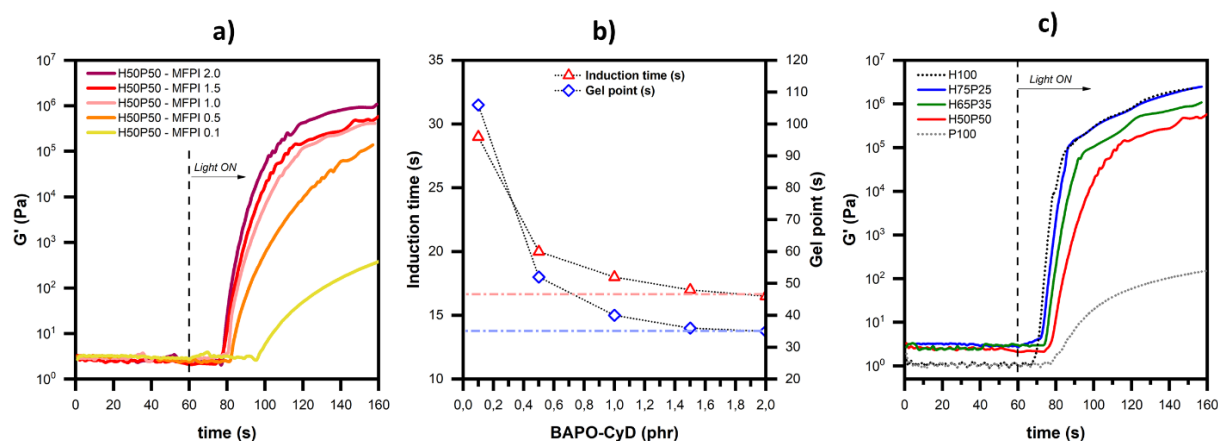 a)
10⁷
10⁶
10⁵
10⁴
10³
10²
10¹
10⁰
G' (Pa)
H50P50 - MFPI 2.0
H50P50 - MFPI 1.5
H50P50 - MFPI 1.0
H50P50 - MFPI 0.5
H50P50 - MFPI 0.1
Light ON
0 20 40 60 80 100 120 140 160
time (s)
b)
35
30
25
20
15
10
Induction time (s)
Induction time (s)
Gel point (s)
120
110
100
90
80
70
60
50
40
30
20
Gel point (s)
0,0 0,2 0,4 0,6 0,8 1,0 1,2 1,4 1,6 1,8 2,0
BAPO-CyD (phr)
c)
10⁷
10⁶
10⁵
10⁴
10³
10²
10¹
10⁰
G' (Pa)
H100
H75P25
H65P35
H50P50
P100
Light ON
0 20 40 60 80 100 120 140 160
time (s)